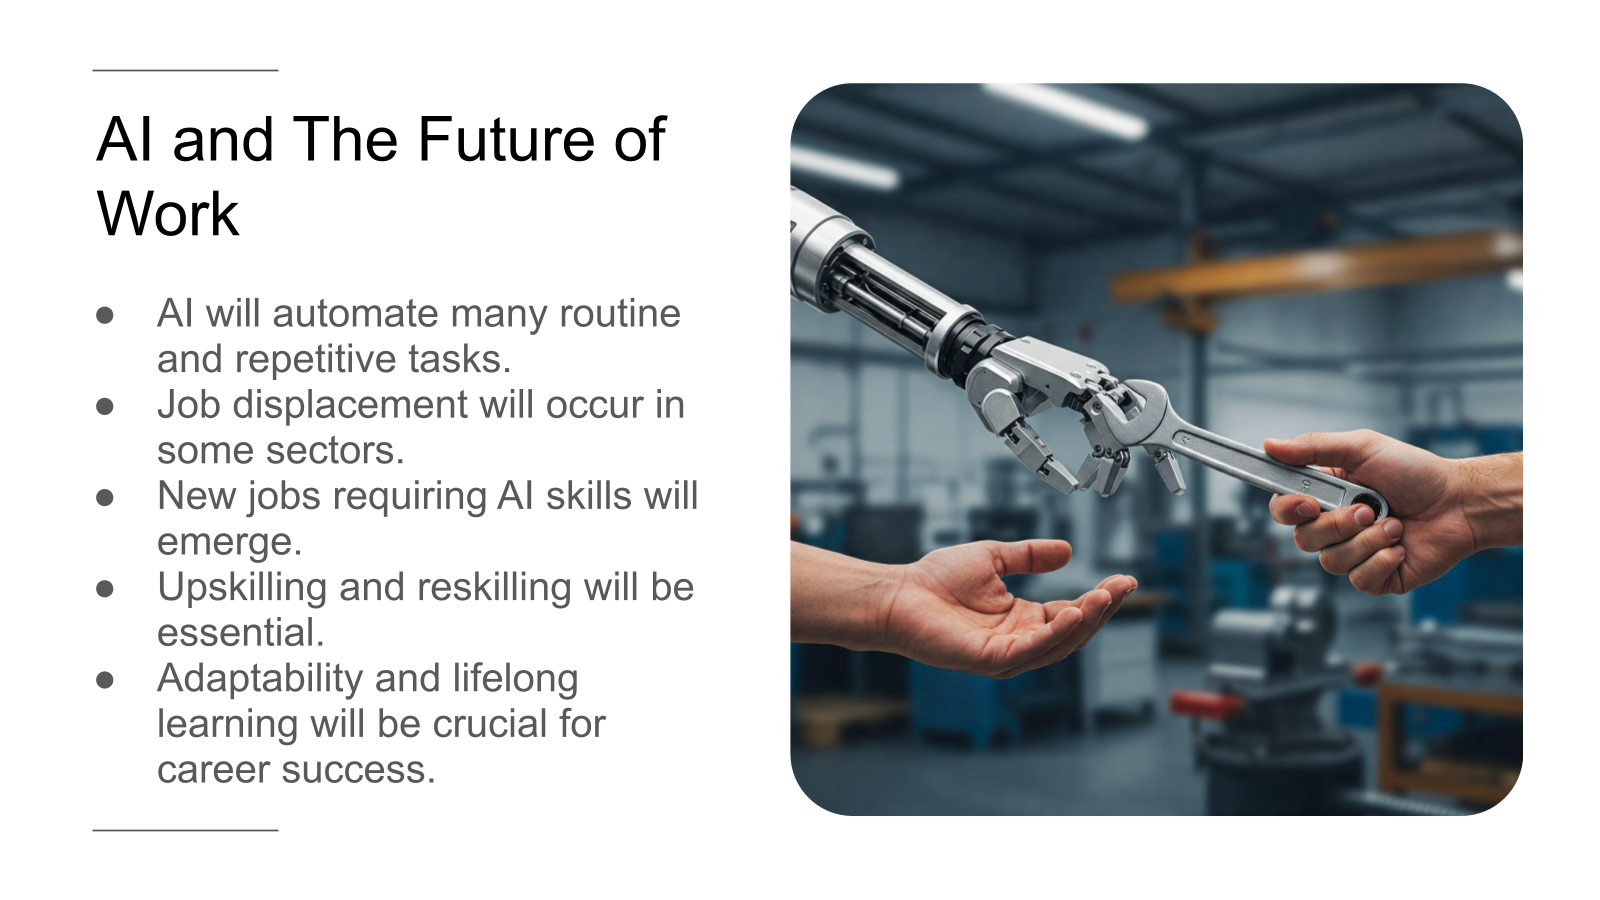 AI and The Future of
Work
● AI will automate many routine
and repetitive tasks.
● Job displacement will occur in
some sectors.
● New jobs requiring AI skills will
emerge.
● Upskilling and reskilling will be
essential.
● Adaptability and lifelong
learning will be crucial for
career success.